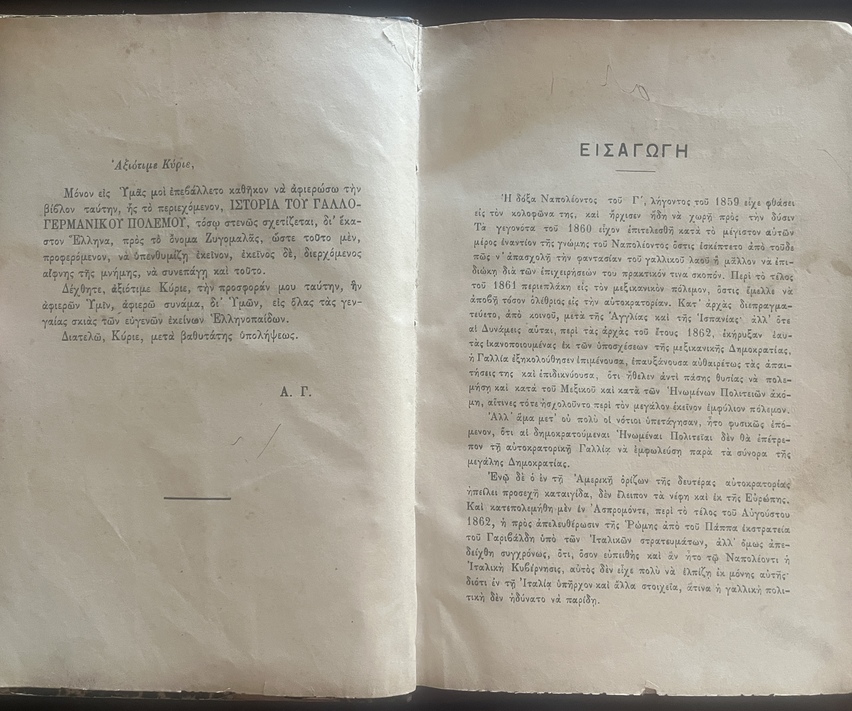 Ἀξιότιμε Κύριε,
Μόνον εἰς Ὑμᾶς μοὶ ἐπεβάλλετο καθῆκον νὰ ἀφιερώσω τὴν
βίβλον ταύτην, ἧς τὸ περιεχόμενον, ΙΣΤΟΡΙΑ ΤΟΥ ΓΑΛΛΟ-
ΓΕΡΜΑΝΙΚΟΥ ΠΟΛΕΜΟΥ, τόσῳ στενῶς σχετίζεται, δι' ἕκα-
στον Ἕλληνα, πρὸς τὸ ὄνομα Ζυγομαλᾶς, ὥστε τοῦτο μὲν,
προφερόμενον, νὰ ὑπενθυμίζῃ ἐκεῖνον, ἐκεῖνος δὲ, διερχόμενος
αἴφνης τῆς μνήμης, νὰ συνεπάγῃ καὶ τοῦτο.
Δέχθητε, ἀξιότιμε Κύριε, τὴν προσφοράν μου ταύτην, ἣν
ἀφιερῶν Ὑμῖν, ἀφιερῶ συνάμα, δι' Ὑμῶν, εἰς ὅλας τὰς γεν-
ναίας σκιὰς τῶν εὐγενῶν ἐκείνων Ἑλληνοπαίδων.
Διατελῶ, Κύριε, μετὰ βαθυτάτης ὑπολήψεως.
Α. Γ.
ΕΙΣΑΓΩΓΗ
Ἡ δόξα Ναπολέοντος τοῦ Γ', λήγοντος τοῦ 1859 εἶχε φθάσει
εἰς τὸν κολοφῶνα της, καὶ ἤρχισεν ἤδη νὰ χωρῇ πρὸς τὴν δύσιν
Τὰ γεγονότα τοῦ 1860 εἶχον ἐπιτελεσθῆ κατὰ τὸ μέγιστον αὐτῶν
μέρος ἐναντίον τῆς γνώμης τοῦ Ναπολέοντος ὅστις ἐσκέπτετο ἀπὸ τοῦδε
πῶς ν' ἀπασχολῇ τὴν φαντασίαν τοῦ γαλλικοῦ λαοῦ ἢ μᾶλλον νὰ ἐπι-
διώκῃ διὰ τῶν ἐπιχειρήσεών του πρακτικόν τινα σκοπόν. Περὶ τὸ τέλος
τοῦ 1861 περιεπλάκη εἰς τὸν μεξικανικὸν πόλεμον, ὅστις ἔμελλε νὰ
ἀποβῇ τόσον ὀλέθριος εἰς τὴν αὐτοκρατορίαν. Κατ' ἀρχὰς διεπραγμα-
τεύετο, ἀπὸ κοινοῦ, μετὰ τῆς Ἀγγλίας καὶ τῆς Ἱσπανίας· ἀλλ' ὅτε
αἱ Δυνάμεις αὗται, περὶ τὰς ἀρχὰς τοῦ ἔτους 1862, ἐκήρυξαν ἑαυ-
τὰς ἱκανοποιουμένας ἐκ τῶν ὑποσχέσεων τῆς μεξικανικῆς Δημοκρατίας,
ἡ Γαλλία ἐξηκολούθησεν ἐπιμένουσα, ἐπαυξάνουσα αὐθαιρέτως τὰς ἀπαι-
τήσεις της καὶ ἐπιδικνύουσα, ὅτι ἤθελεν ἀντὶ πάσης θυσίας νὰ πολε-
μήσῃ καὶ κατὰ τοῦ Μεξικοῦ καὶ κατὰ τῶν Ἡνωμένων Πολιτειῶν ἀκό-
μη, αἵτινες τότε ἠσχολοῦντο περὶ τὸν μεγάλον ἐκεῖνον ἐμφύλιον πόλεμον.
Ἀλλ' ἅμα μετ' οὐ πολὺ οἱ νότιοι ὑπετάγησαν, ἦτο φυσικῶς ἑπό-
μενον, ὅτι αἱ δημοκρατούμεναι Ἡνωμέναι Πολιτεῖαι δὲν θὰ ἐπέτρε-
πον τῇ αὐτοκρατορικῇ Γαλλίᾳ νὰ ἐμφωλεύσῃ παρὰ τὰ σύνορα τῆς
μεγάλης Δημοκρατίας.
Ἐνῷ δὲ ὁ ἐν τῇ Ἀμερικῇ ὁρίζων τῆς δευτέρας αὐτοκρατορίας
ἠπείλει προσεχῆ καταιγίδα, δὲν ἔλειπον τὰ νέφη καὶ ἐκ τῆς Εὐρώπης.
Καὶ κατεπολεμήθη μὲν ἐν Ἀσπρομόντε, περὶ τὸ τέλος τοῦ Αὐγούστου
1862, ἡ πρὸς ἀπελευθέρωσιν τῆς Ῥώμης ἀπὸ τοῦ Πάππα ἐκστρατεία
τοῦ Γαριβάλδη ὑπὸ τῶν Ἰταλικῶν στρατευμάτων, ἀλλ' ὅμως ἀπε-
δείχθη συγχρόνως, ὅτι, ὅσον εὐπειθὴς καὶ ἂν ἦτο τῷ Ναπολέοντι ἡ
Ἰταλικὴ Κυβέρνησις, αὐτὸς δὲν εἶχε πολὺ νὰ ἐλπίζῃ ἐκ μόνης αὐτῆς·
διότι ἐν τῇ Ἰταλίᾳ ὑπῆρχον καὶ ἄλλα στοιχεῖα, ἅτινα ἡ γαλλικὴ πολι-
τικὴ δὲν ἠδύνατο νὰ παρίδῃ.